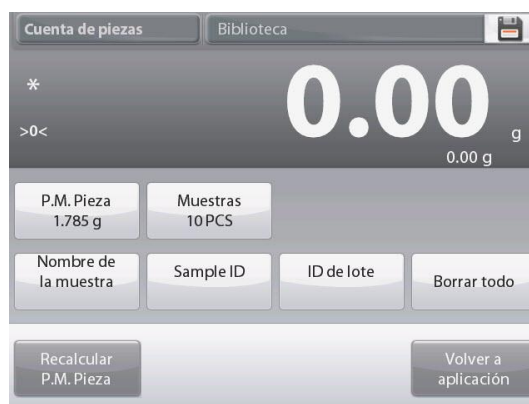 Cuenta de piezas
Biblioteca
*
0.00
>0<
g
0.00 g
P.M. Pieza
1.785 g
Muestras
10 PCS
Nombre de
la muestra
Sample ID
ID de lote
Borrar todo
Recalcular
P.M. Pieza
Volver a
aplicación